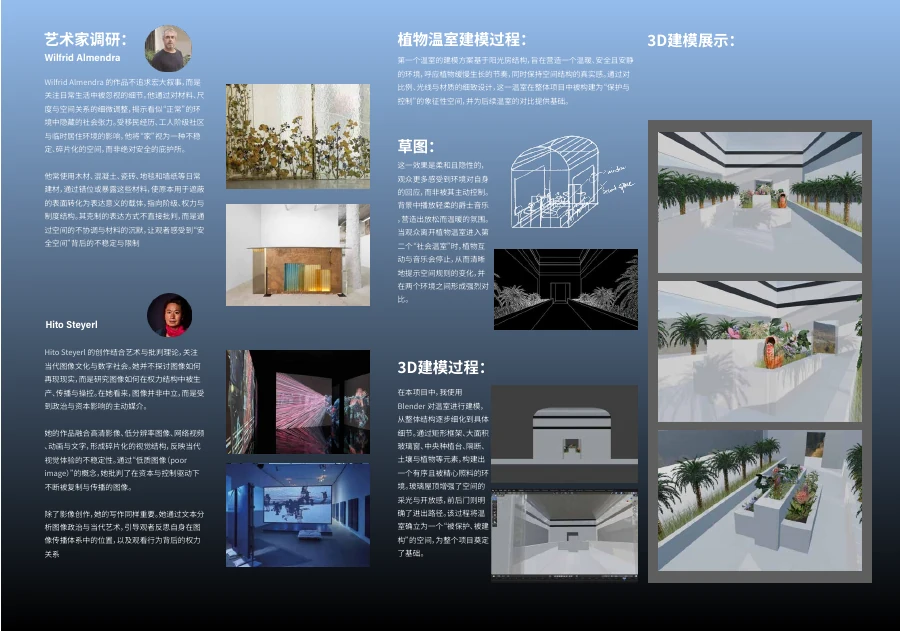 艺术家调研：
Wilfrid Almendra
Wilfrid Almendra 的作品不追求宏大叙事，而是
关注日常生活中被忽视的细节。他通过对材料、尺
度与空间关系的细微调整，揭示看似“正常”的环
境中隐藏的社会张力。受移民经历、工人阶级社区
与临时居住环境的影响，他将“家”视为一种不稳
定、碎片化的空间，而非绝对安全的庇护所。
他常使用木材、混凝土、瓷砖、地毯和墙纸等日常
建材，通过错位或暴露这些材料，使原本用于遮蔽
的表面转化为表达意义的载体，指向阶级、权力与
制度结构。其克制的表达方式不直接批判，而是通
过空间的不协调与材料的沉默，让观者感受到“安
全空间”背后的不稳定与限制
Hito Steyerl
Hito Steyerl 的创作结合艺术与批判理论，关注
当代图像文化与数字社会。她并不探讨图像如何
再现现实，而是研究图像如何在权力结构中被生
产、传播与操控。在她看来，图像并非中立，而是受
到政治与资本影响的主动媒介。
她的作品融合高清影像、低分辨率图像、网络视频
、动画与文字，形成碎片化的视觉结构，反映当代
视觉体验的不稳定性。通过“低质图像（poor
image）”的概念，她批判了在资本与控制驱动下
不断被复制与传播的图像。
除了影像创作，她的写作同样重要。她通过文本分
析图像政治与当代艺术，引导观者反思自身在图
像传播体系中的位置，以及观看行为背后的权力
关系
植物温室建模过程：
第一个温室的建模方案基于阳光房结构，旨在营造一个温暖、安全且安静
的环境，呼应植物缓慢生长的节奏，同时保持空间结构的真实感。通过对
比例、光线与材质的细致设计，这一温室在整体项目中被构建为“保护与
控制”的象征性空间，并为后续温室的对比提供基础。
草图：
这一效果是柔和且隐性的，
观众更多感受到环境对自身
的回应，而非被其主动控制。
背景中播放轻柔的爵士音乐
，营造出放松而温暖的氛围。
当观众离开植物温室进入第
二个“社会温室”时，植物互
动与音乐会停止，从而清晰
地提示空间规则的变化，并
在两个环境之间形成强烈对
比。
3D建模过程：
在本项目中，我使用
Blender 对温室进行建模，
从整体结构逐步细化到具体
细节。通过矩形框架、大面积
玻璃窗、中央种植台、隔断、
土壤与植物等元素，构建出
一个有序且被精心照料的环
境。玻璃屋顶增强了空间的
采光与开放感，前后门则明
确了进出路径。该过程将温
室确立为一个“被保护、被建
构”的空间，为整个项目奠定
了基础。
3D建模展示：